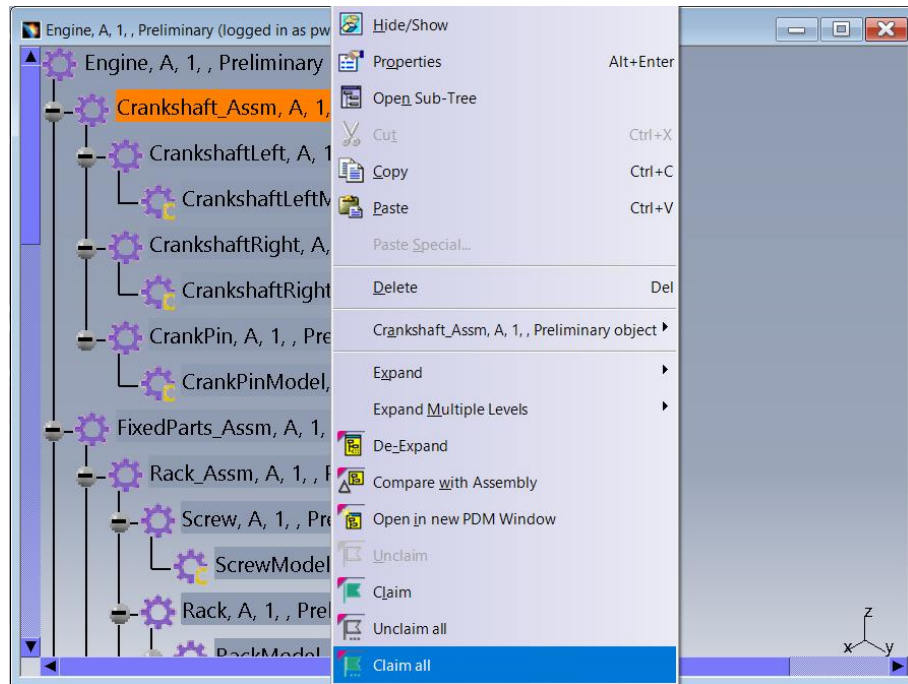 Engine, A, 1, , Preliminary (logged in as pw
Engine, A, 1, , Preliminary
Crankshaft_Assm, A, 1,
CrankshaftLeft, A, 1
CrankshaftLeftM
CrankshaftRight, A,
CrankshaftRight
CrankPin, A, 1, , Pre
CrankPinModel,
FixedParts_Assm, A, 1,
Rack_Assm, A, 1, , P
Screw, A, 1, , Pre
ScrewModel
Rack, A, 1, , Prel
RackModel
Hide/Show
Properties Alt+Enter
Open Sub-Tree
Cut Ctrl+X
Copy Ctrl+C
Paste Ctrl+V
Paste Special...
Delete Del
Crankshaft_Assm, A, 1, , Preliminary object
Expand
Expand Multiple Levels
De-Expand
Compare with Assembly
Open in new PDM Window
Unclaim
Claim
Unclaim all
Claim all
z
x y